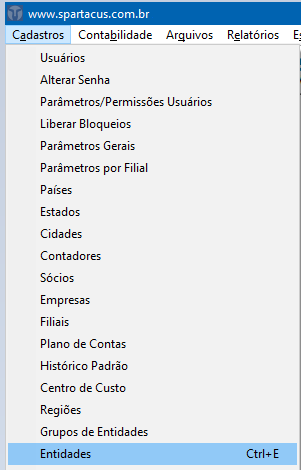 www.spartacus.com.br
Cadastros Contabilidade Arquivos Relatórios
Usuários
Alterar Senha
Parâmetros/Permissões Usuários
Liberar Bloqueios
Parâmetros Gerais
Parâmetros por Filial
Países
Estados
Cidades
Contadores
Sócios
Empresas
Filiais
Plano de Contas
Histórico Padrão
Centro de Custo
Regiões
Grupos de Entidades
Entidades Ctrl+E